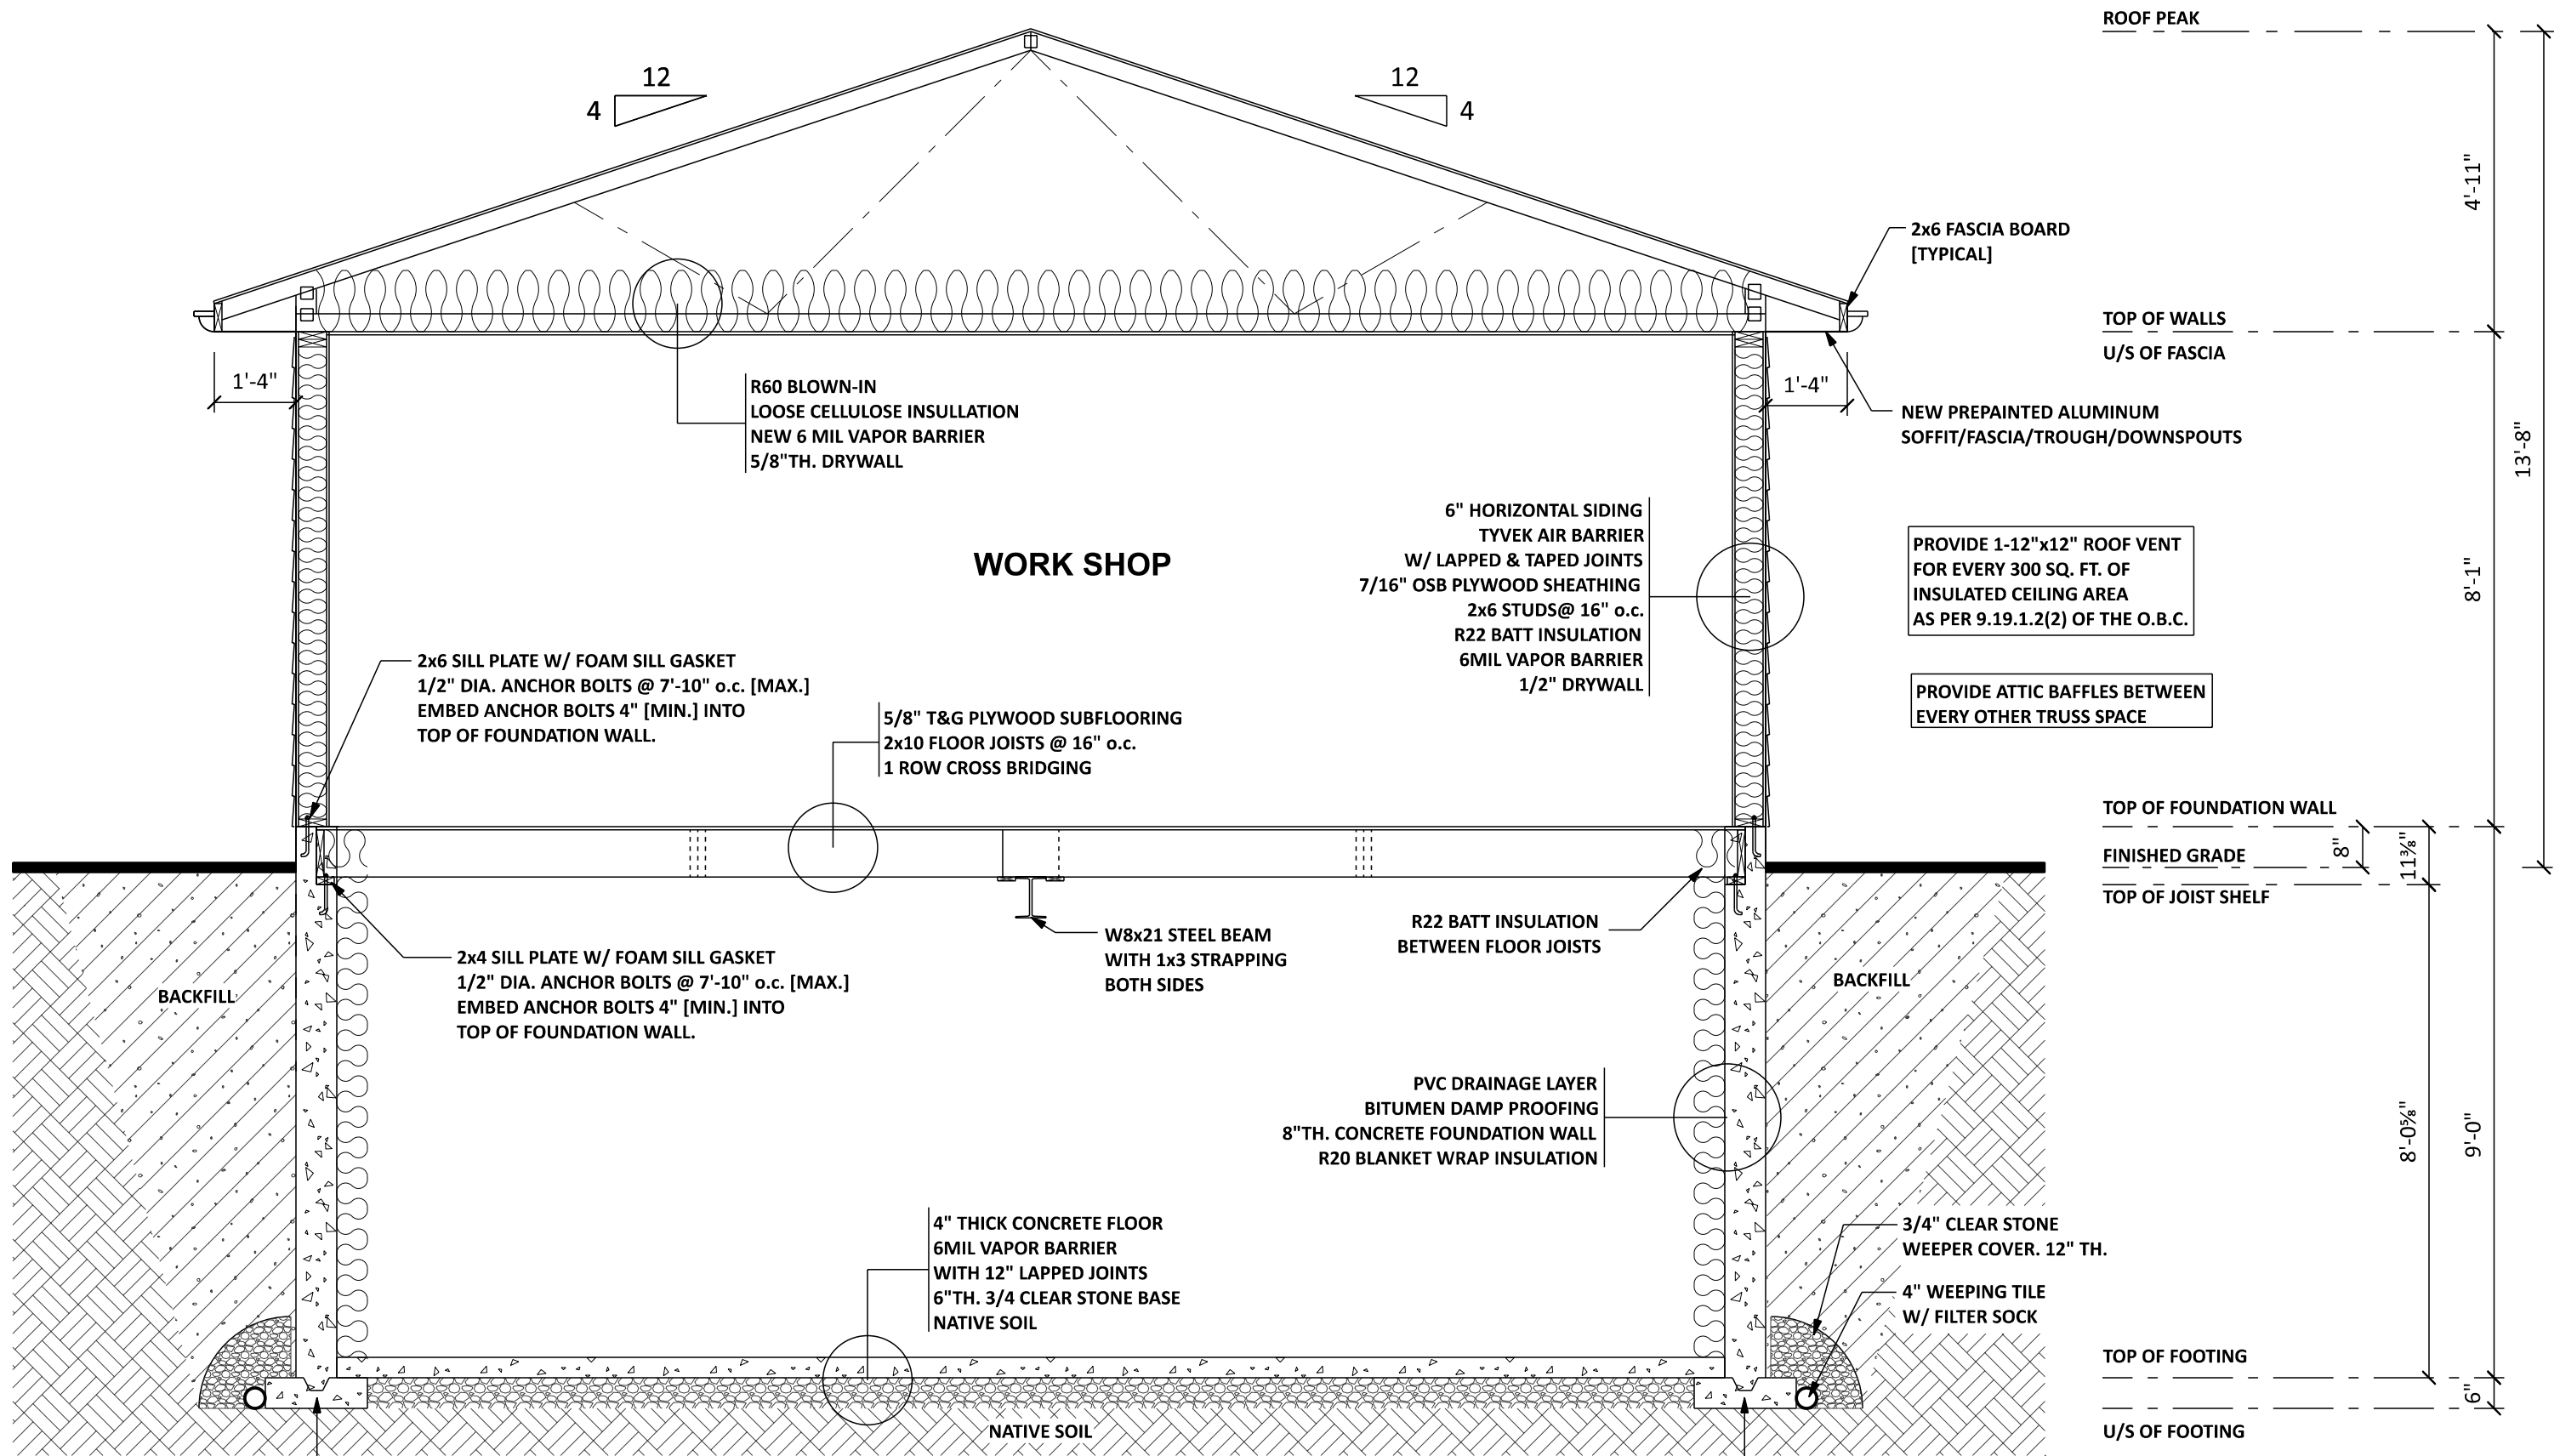 ROOF PEAK
12
4
12
4
4'-11"
2x6 FASCIA BOARD
[TYPICAL]
TOP OF WALLS
U/S OF FASCIA
1'-4"
1'-4"
R60 BLOWN-IN
LOOSE CELLULOSE INSULLATION
NEW 6 MIL VAPOR BARRIER
5/8"TH. DRYWALL
NEW PREPAINTED ALUMINUM
SOFFIT/FASCIA/TROUGH/DOWNSPOUTS
13'-8"
6" HORIZONTAL SIDING
TYVEK AIR BARRIER
W/ LAPPED & TAPED JOINTS
7/16" OSB PLYWOOD SHEATHING
2x6 STUDS@ 16" o.c.
R22 BATT INSULATION
6MIL VAPOR BARRIER
1/2" DRYWALL
WORK SHOP
PROVIDE 1-12"x12" ROOF VENT
FOR EVERY 300 SQ. FT. OF
INSULATED CEILING AREA
AS PER 9.19.1.2(2) OF THE O.B.C.
8'-1"
PROVIDE ATTIC BAFFLES BETWEEN
EVERY OTHER TRUSS SPACE
2x6 SILL PLATE W/ FOAM SILL GASKET
1/2" DIA. ANCHOR BOLTS @ 7'-10" o.c. [MAX.]
EMBED ANCHOR BOLTS 4" [MIN.] INTO
TOP OF FOUNDATION WALL.
5/8" T&G PLYWOOD SUBFLOORING
2x10 FLOOR JOISTS @ 16" o.c.
1 ROW CROSS BRIDGING
TOP OF FOUNDATION WALL
FINISHED GRADE
8"
11⅜"
TOP OF JOIST SHELF
W8x21 STEEL BEAM
WITH 1x3 STRAPPING
BOTH SIDES
R22 BATT INSULATION
BETWEEN FLOOR JOISTS
2x4 SILL PLATE W/ FOAM SILL GASKET
1/2" DIA. ANCHOR BOLTS @ 7'-10" o.c. [MAX.]
EMBED ANCHOR BOLTS 4" [MIN.] INTO
TOP OF FOUNDATION WALL.
BACKFILL
BACKFILL
PVC DRAINAGE LAYER
BITUMEN DAMP PROOFING
8"TH. CONCRETE FOUNDATION WALL
R20 BLANKET WRAP INSULATION
8'-0⅝"
9'-0"
4" THICK CONCRETE FLOOR
6MIL VAPOR BARRIER
WITH 12" LAPPED JOINTS
6"TH. 3/4 CLEAR STONE BASE
NATIVE SOIL
3/4" CLEAR STONE
WEEPER COVER. 12" TH.
4" WEEPING TILE
W/ FILTER SOCK
TOP OF FOOTING
6"
NATIVE SOIL
U/S OF FOOTING